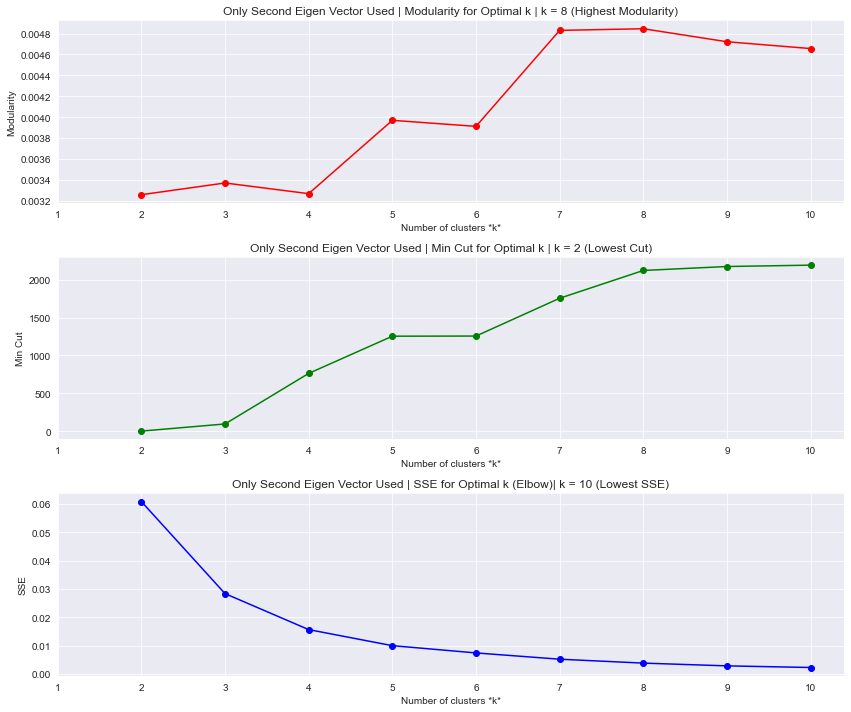 Only Second Eigen Vector Used | Modularity for Optimal k | k = 8 (Highest Modularity)
0.0048
0.0046
0.0044
0.0042
0.0040
0.0038
0.0036
0.0034
0.0032
Modularity
1 2 3 4 5 6 7 8 9 10
Number of clusters *k*
Only Second Eigen Vector Used | Min Cut for Optimal k | k = 2 (Lowest Cut)
2000
1500
1000
500
0
Min Cut
1 2 3 4 5 6 7 8 9 10
Number of clusters *k*
Only Second Eigen Vector Used | SSE for Optimal k (Elbow)| k = 10 (Lowest SSE)
0.06
0.05
0.04
0.03
0.02
0.01
0.00
SSE
1 2 3 4 5 6 7 8 9 10
Number of clusters *k*